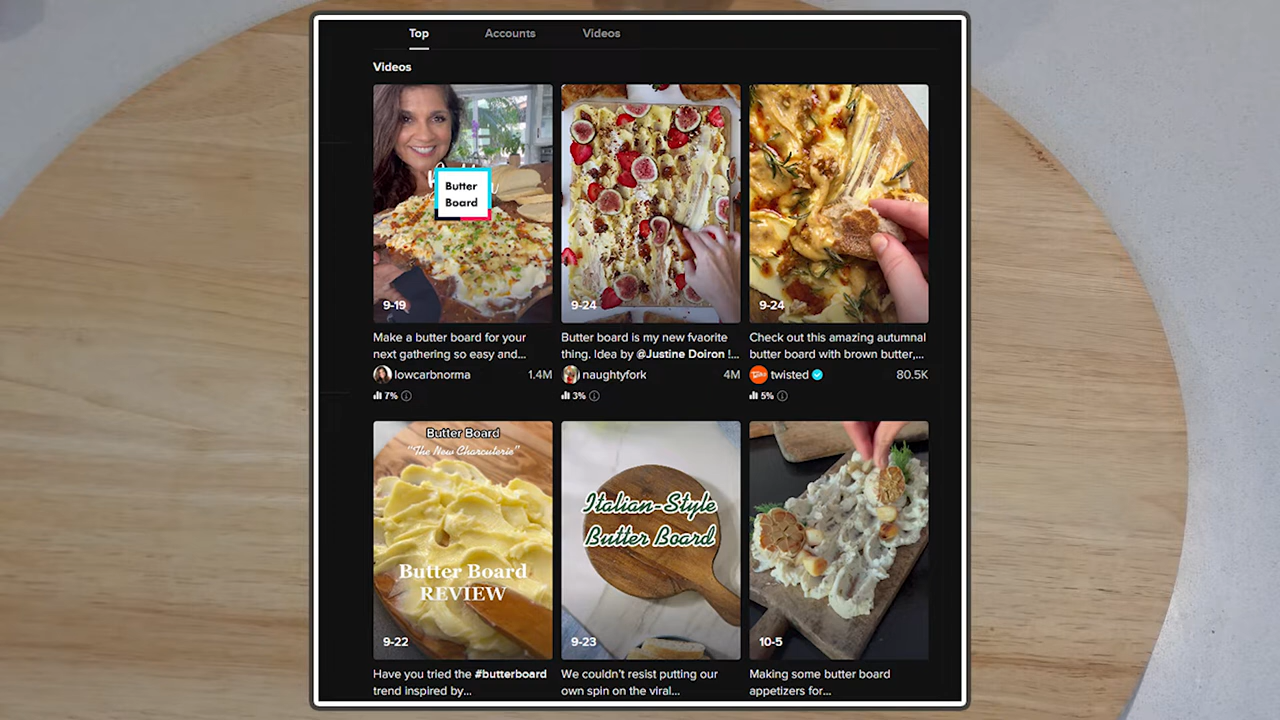 Top Accounts Videos
Videos
Butter
Board
9-19
9-24
9-24
Make a butter board for your
next gathering so easy and...
lowcarbnorma 1.4M
7%
Butter board is my new fvaorite
thing. Idea by @Justine Doiron !...
naughtyfork 4M
3%
Check out this amazing autumnal
butter board with brown butter,...
twisted 80.5K
5%
Butter Board
"The New Charcuterie"
Butter Board
REVIEW
9-22
Italian-Style
Butter Board
9-23
10-5
Have you tried the #butterboard
trend inspired by...
We couldn't resist putting our
own spin on the viral...
Making some butter board
appetizers for...